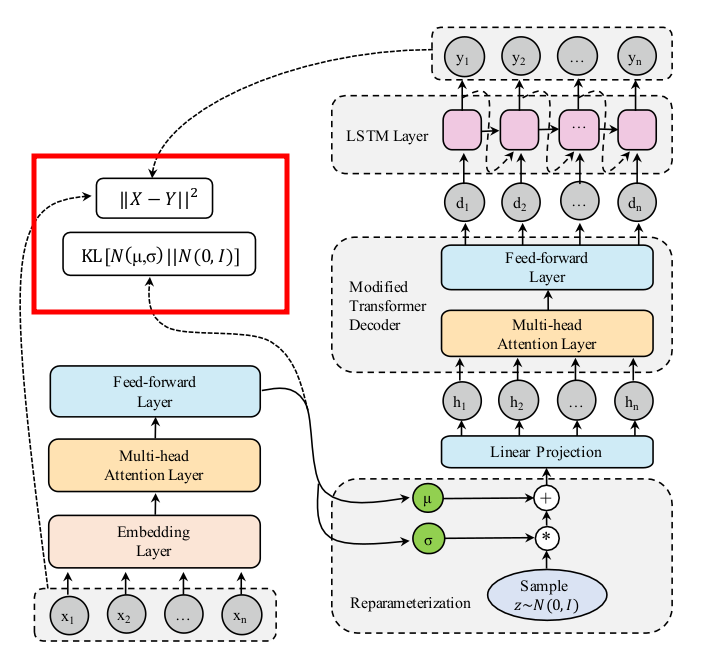 y1 y2 … yn
LSTM Layer
…
||X − Y||²
d1 d2 … dn
KL[N(μ,σ)||N(0, I)]
Feed-forward
Layer
Modified
Transformer
Decoder
Multi-head
Attention Layer
Feed-forward
Layer
h1 h2 … hn
Multi-head
Attention Layer
Linear Projection
μ +
Embedding
Layer
σ *
Sample
z~N(0, I)
Reparameterization
x1 x2 … xn